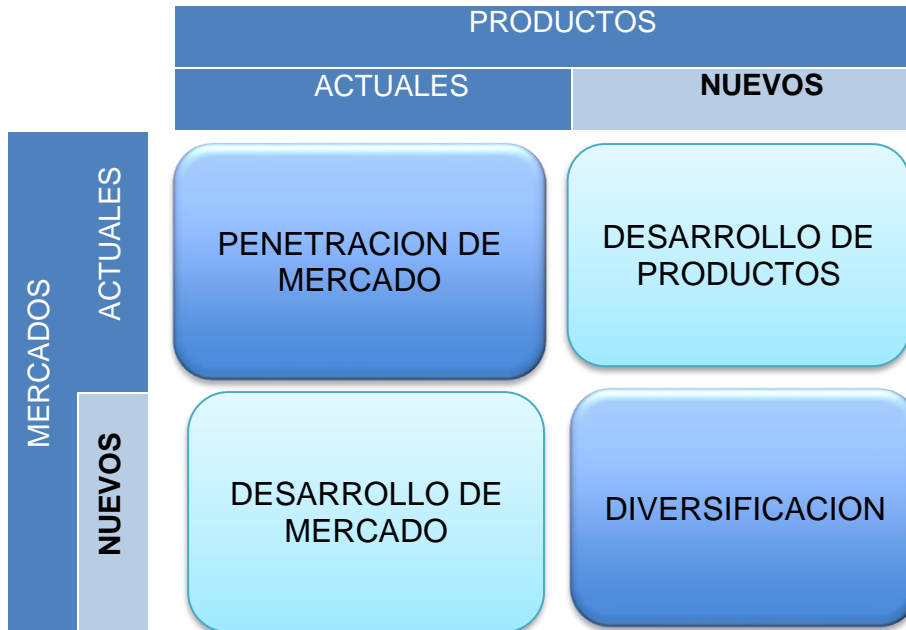 PRODUCTOS
ACTUALES
NUEVOS
MERCADOS
ACTUALES
PENETRACION DE
MERCADO
DESARROLLO DE
PRODUCTOS
NUEVOS
DESARROLLO DE
MERCADO
DIVERSIFICACION